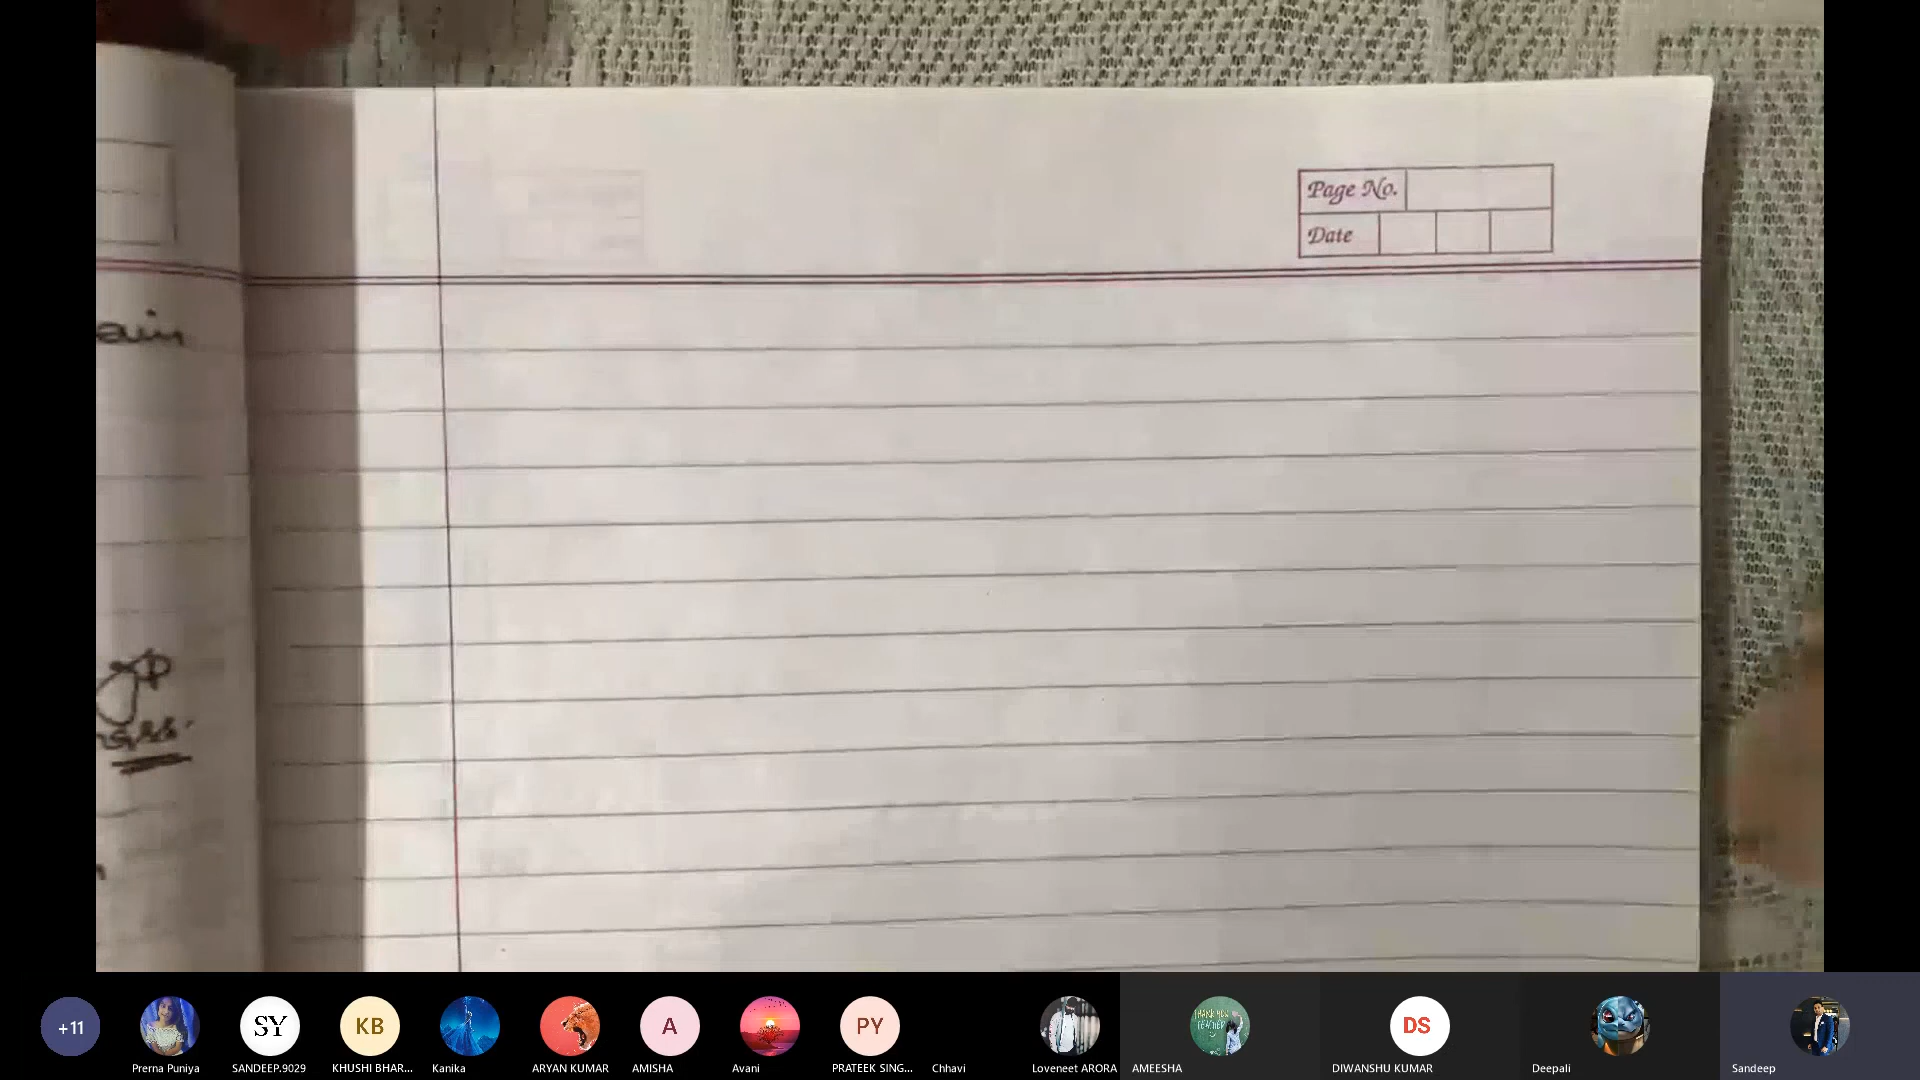 Page No.
Date
ain
+11
SY
KB
A
PY
DS
Prerna Puniya
SANDEEP.9029
KHUSHI BHAR...
Kanika
ARYAN KUMAR
AMISHA
Avani
PRATEEK SING...
Chhavi
Loveneet ARORA
AMEESHA
DIWANSHU KUMAR
Deepali
Sandeep